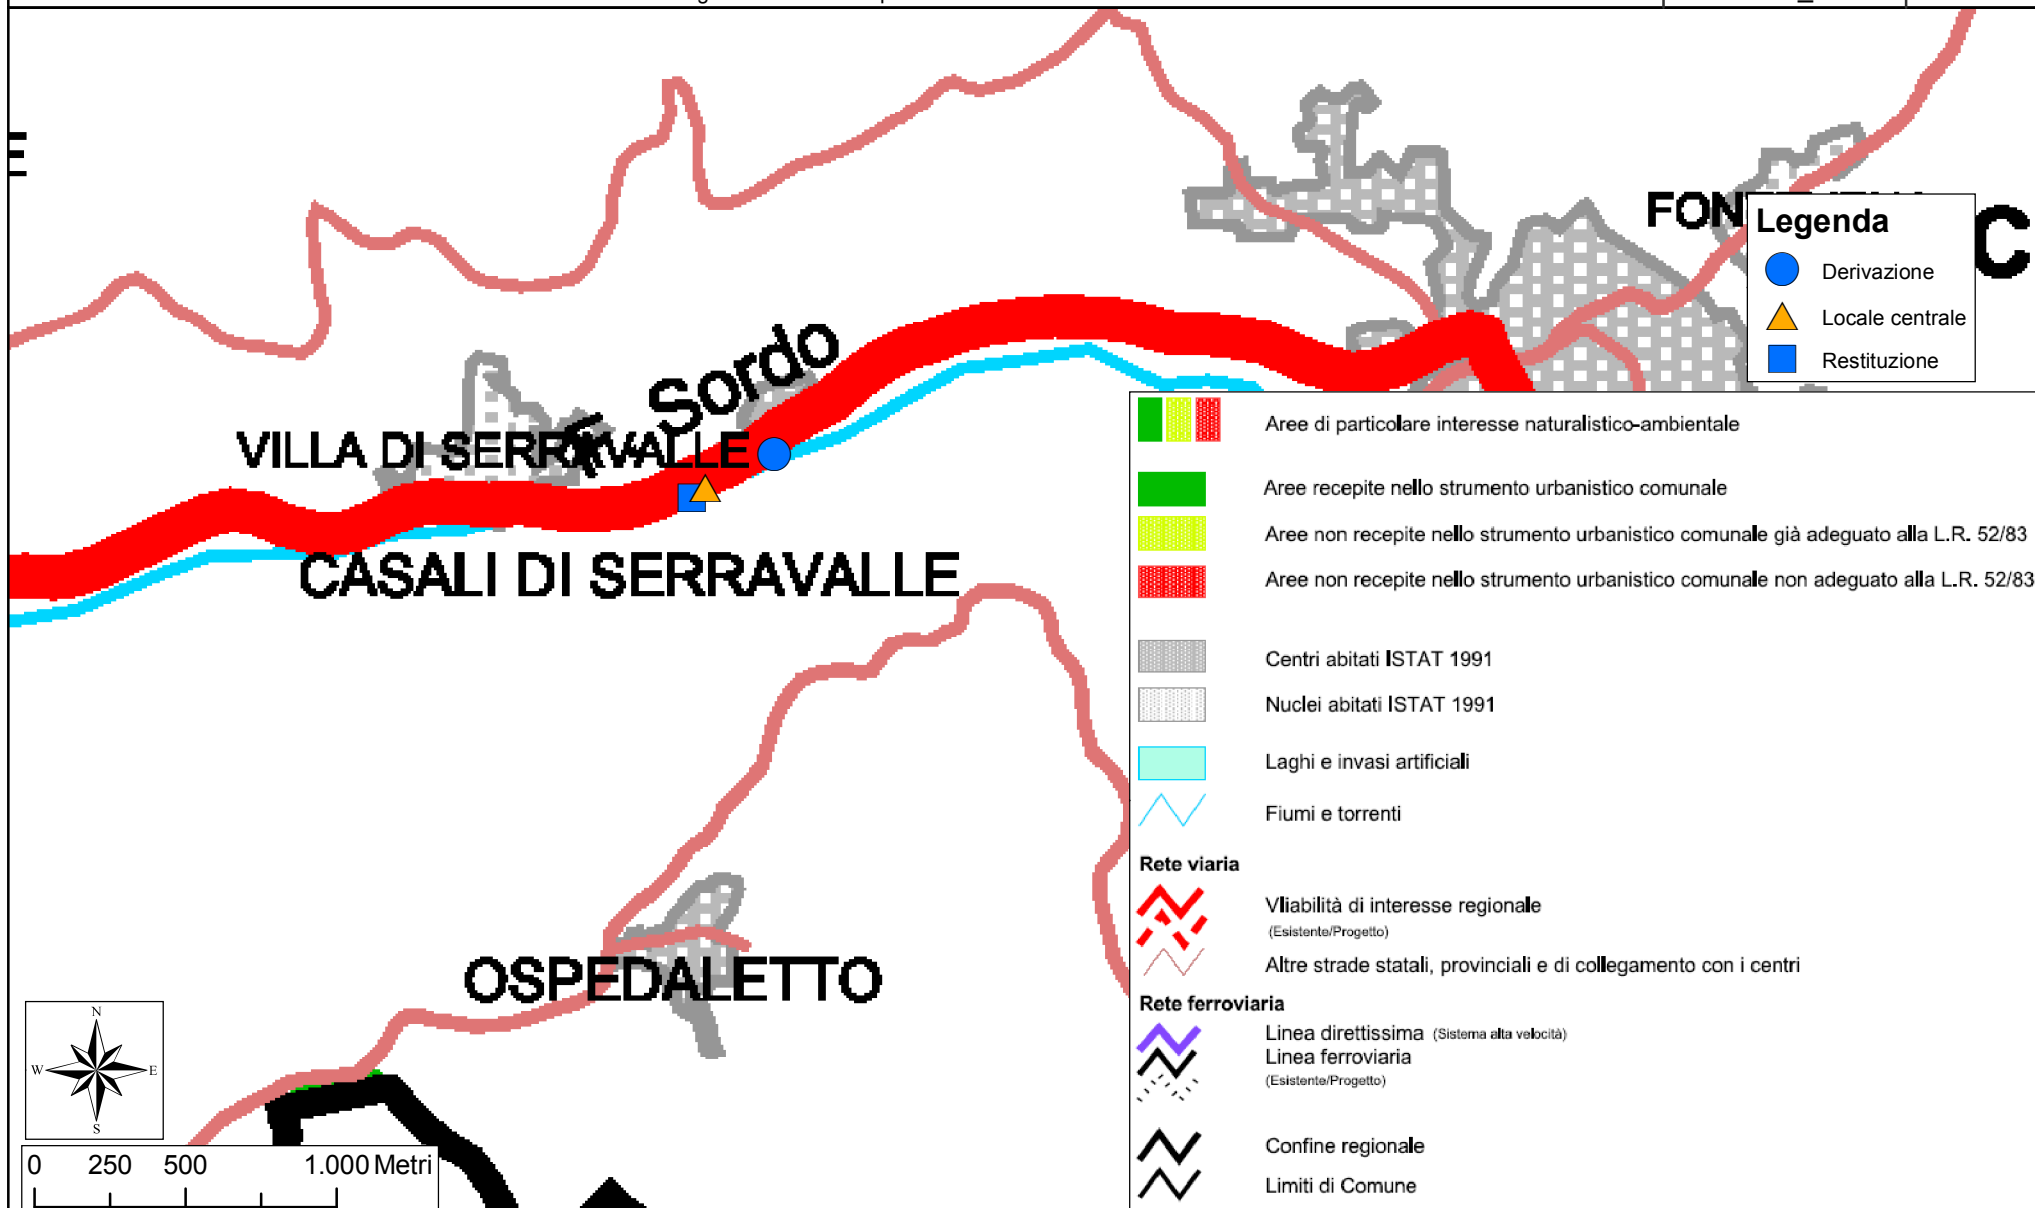 E
FON
C
Legenda
Derivazione
Locale centrale
Restituzione
F. Sordo
VILLA DI SERRAVALLE
CASALI DI SERRAVALLE
OSPEDALETTO
Aree di particolare interesse naturalistico-ambientale
Aree recepite nello strumento urbanistico comunale
Aree non recepite nello strumento urbanistico comunale già adeguato alla L.R. 52/83
Aree non recepite nello strumento urbanistico comunale non adeguato alla L.R. 52/83
Centri abitati ISTAT 1991
Nuclei abitati ISTAT 1991
Laghi e invasi artificiali
Fiumi e torrenti
Rete viaria
VIiabilità di interesse regionale
(Esistente/Progetto)
Altre strade statali, provinciali e di collegamento con i centri
Rete ferroviaria
Linea direttissima (Sistema alta velocità)
Linea ferroviaria
(Esistente/Progetto)
Confine regionale
Limiti di Comune
N
W E
S
0 250 500 1.000 Metri